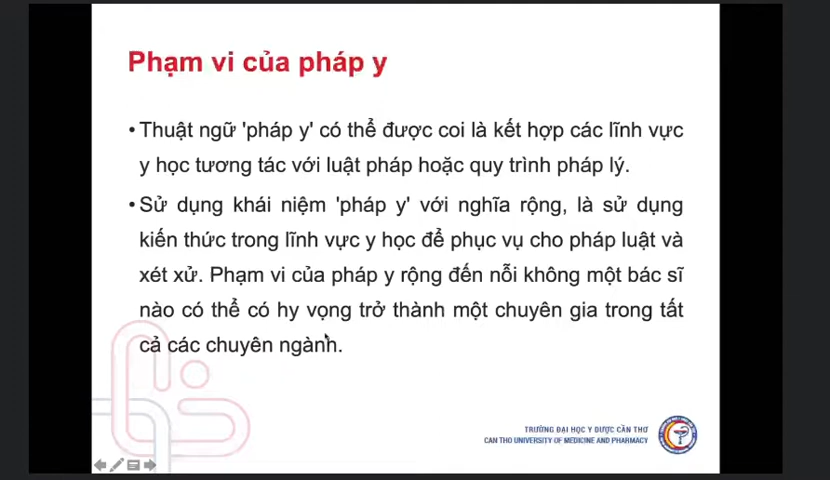 Phạm vi của pháp y
• Thuật ngữ 'pháp y' có thể được coi là kết hợp các lĩnh vực
y học tương tác với luật pháp hoặc quy trình pháp lý.
• Sử dụng khái niệm 'pháp y' với nghĩa rộng, là sử dụng
kiến thức trong lĩnh vực y học để phục vụ cho pháp luật và
xét xử. Phạm vi của pháp y rộng đến nỗi không một bác sĩ
nào có thể có hy vọng trở thành một chuyên gia trong tất
cả các chuyên ngành.
TRƯỜNG ĐẠI HỌC Y DƯỢC CẦN THƠ
CAN THO UNIVERSITY OF MEDICINE AND PHARMACY